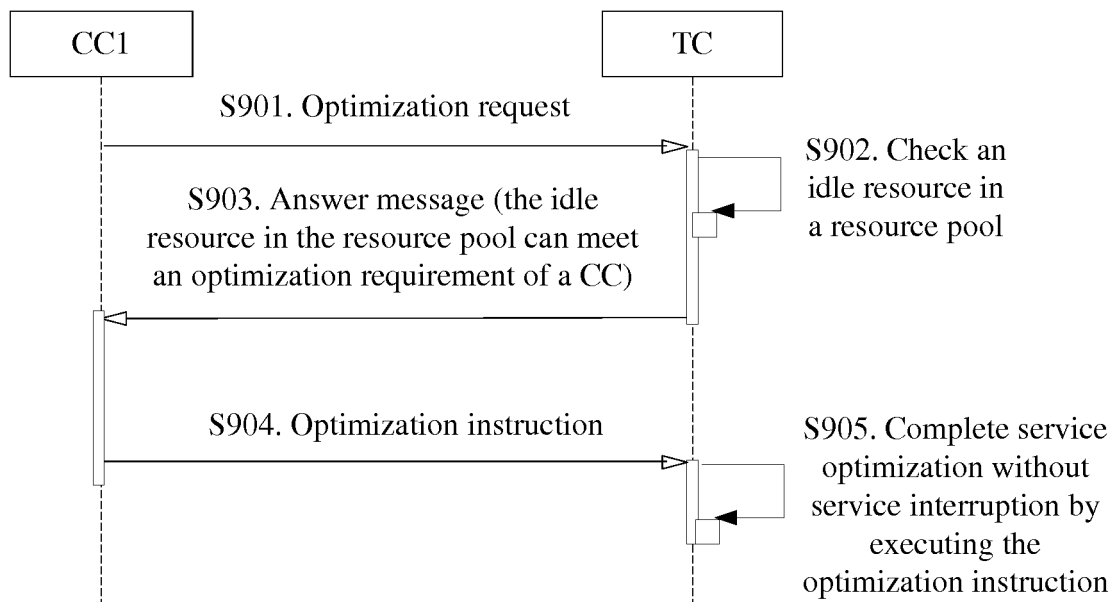 CC1
TC
S901. Optimization request
S902. Check an
idle resource in
a resource pool
S903. Answer message (the idle
resource in the resource pool can meet
an optimization requirement of a CC)
S904. Optimization instruction
S905. Complete service
optimization without
service interruption by
executing the
optimization instruction